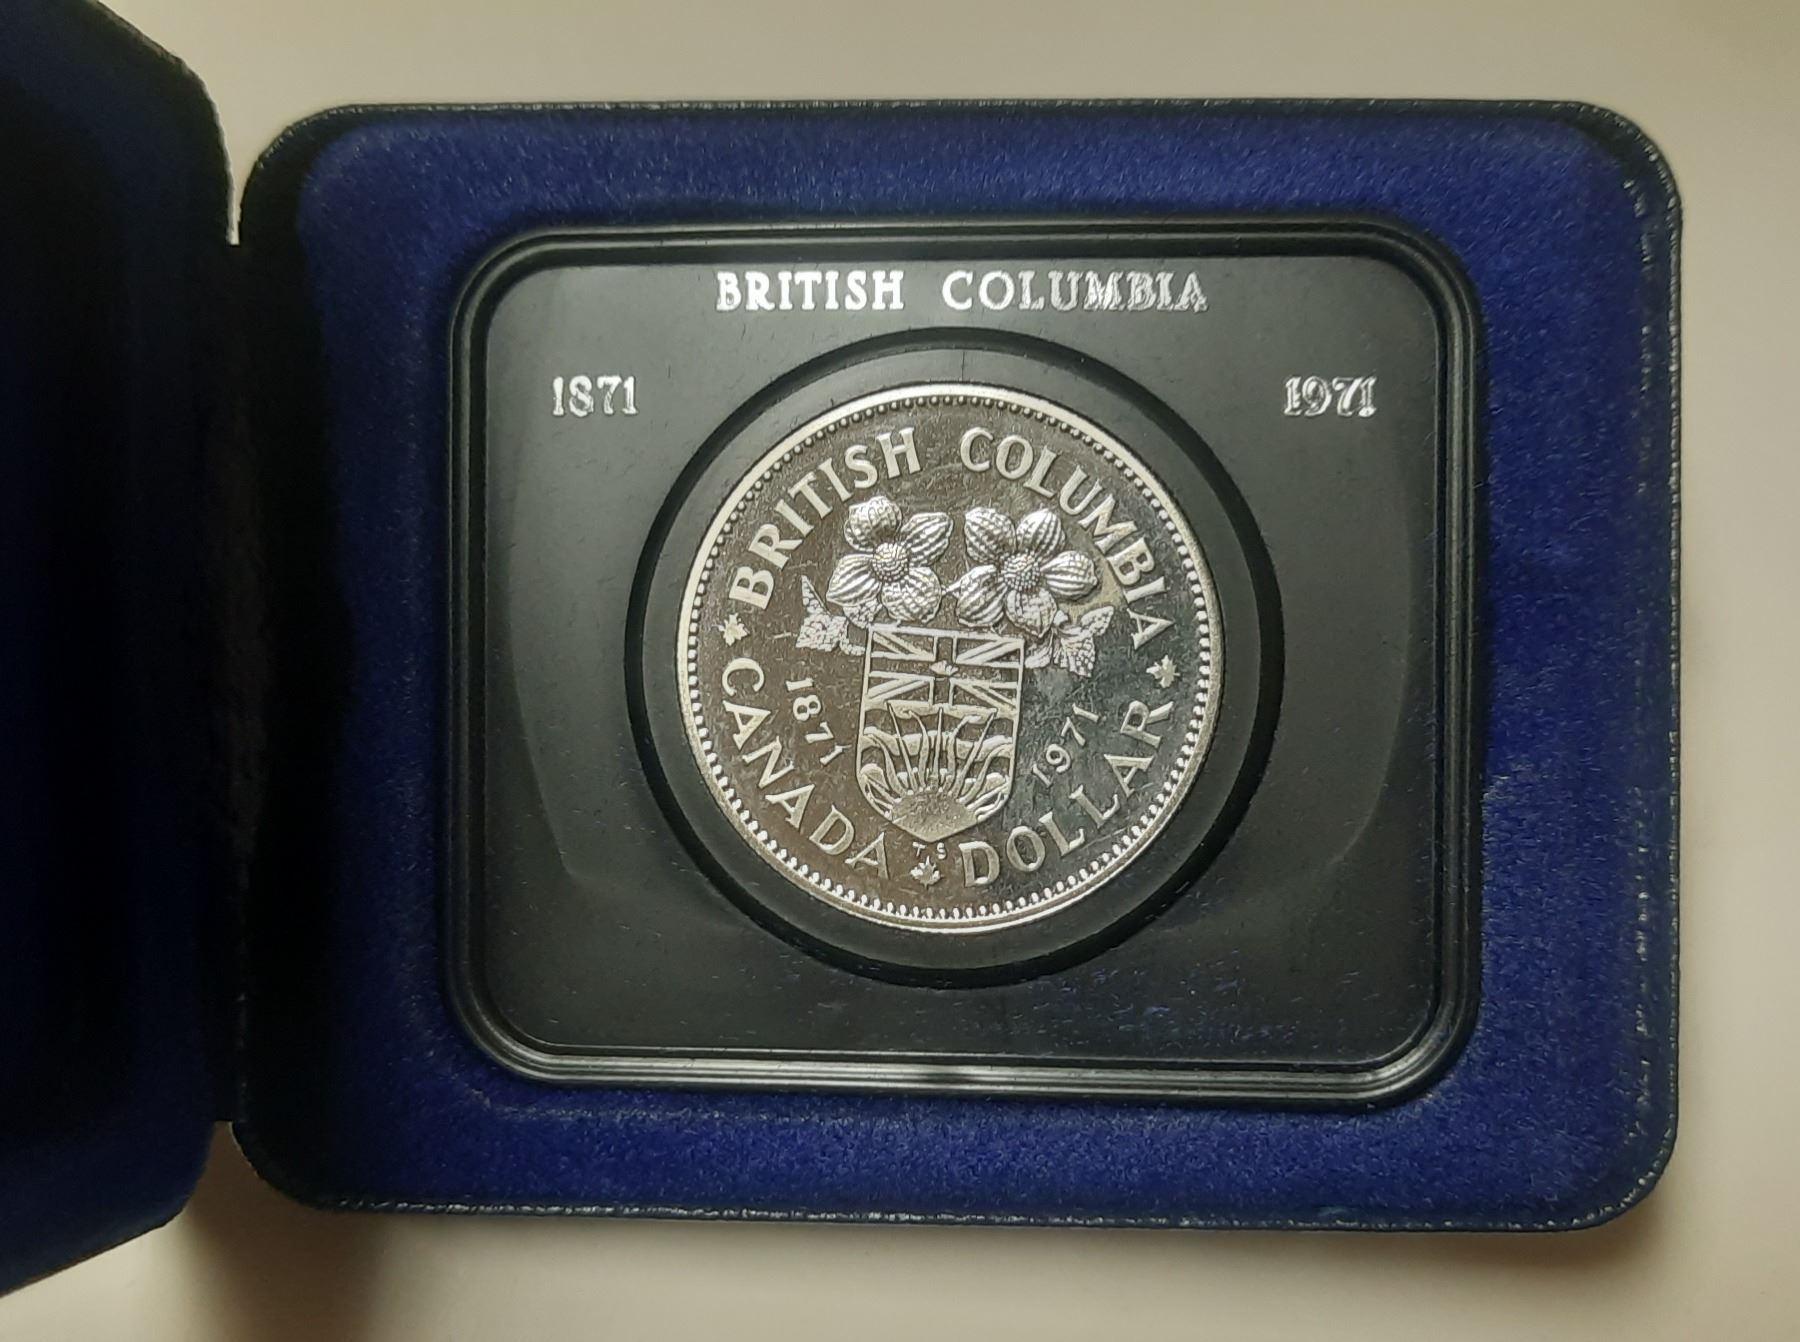 BRITISH COLUMBIA
1871 1971
BRITISH COLUMBIA
1871 1971
CANADA DOLLAR
T S